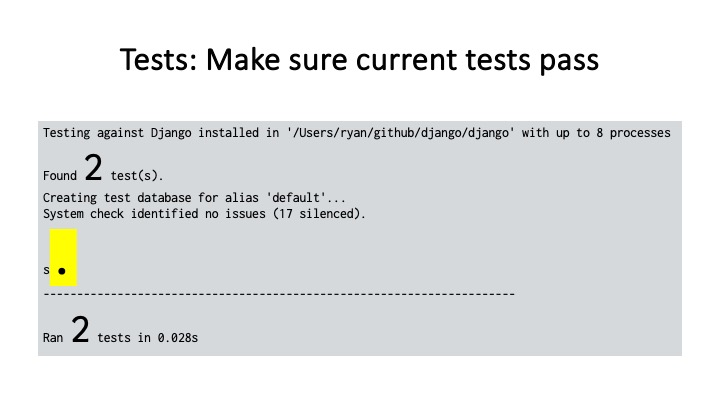 Tests: Make sure current tests pass
Testing against Django installed in '/Users/ryan/github/django/django' with up to 8 processes
Found 2 test(s).
Creating test database for alias 'default'...
System check identified no issues (17 silenced).
s.
----------------------------------------------------------------------
Ran 2 tests in 0.028s